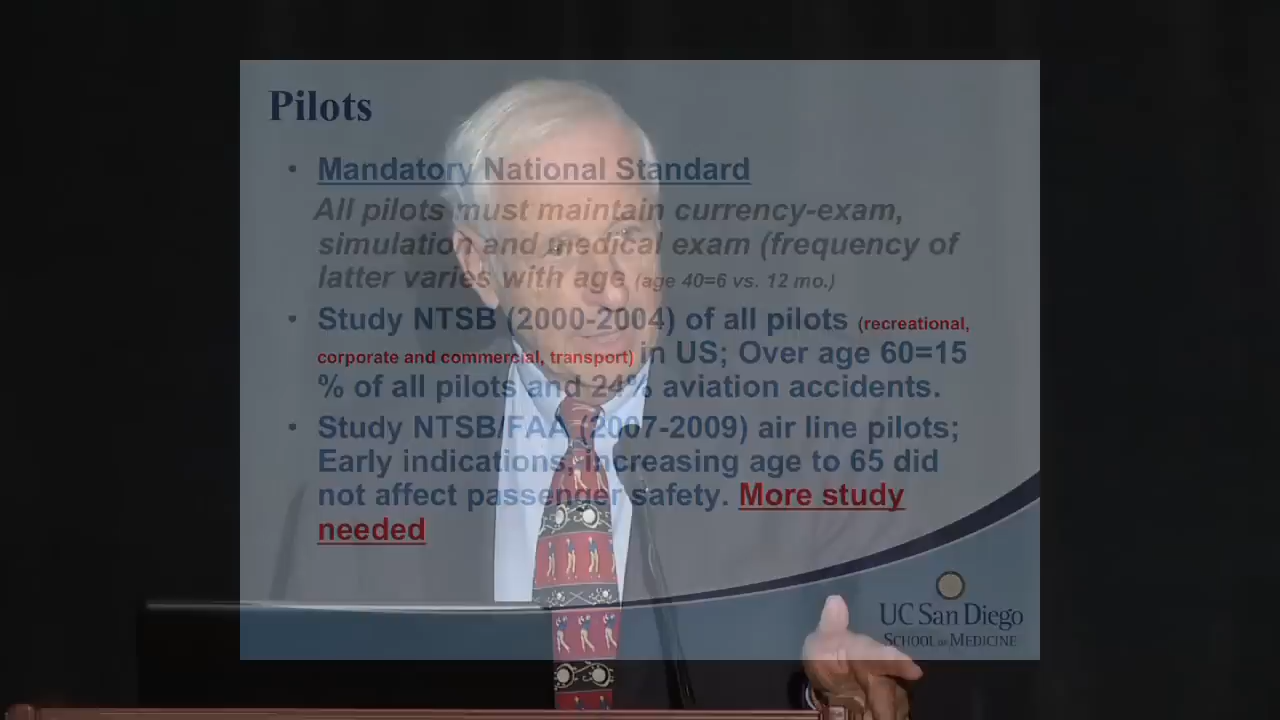 Pilots
• Mandatory National Standard
All pilots must maintain currency-exam,
simulation and medical exam (frequency of
latter varies with age (age 40=6 vs. 12 mo.)
• Study NTSB (2000-2004) of all pilots (recreational,
corporate and commercial, transport) in US; Over age 60=15
% of all pilots and 24% aviation accidents.
• Study NTSB/FAA (2007-2009) air line pilots;
Early indications, increasing age to 65 did
not affect passenger safety. More study
needed
UC San Diego
SCHOOL OF MEDICINE